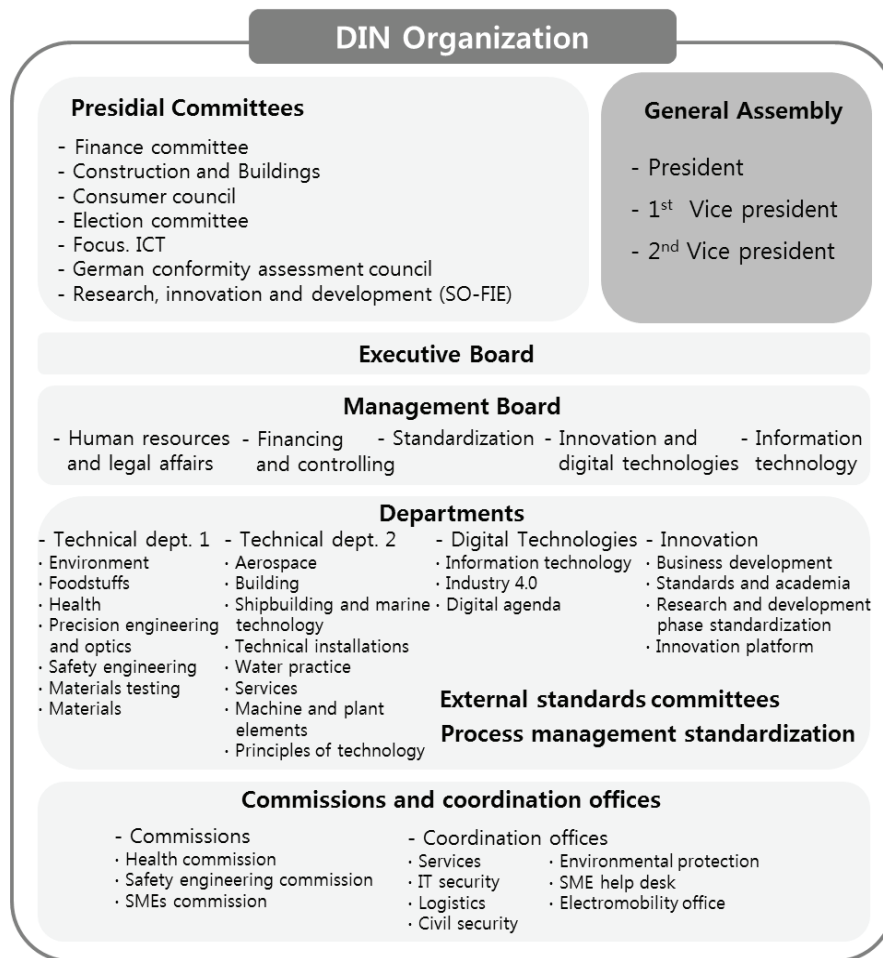 DIN Organization
Presidial Committees
- Finance committee
- Construction and Buildings
- Consumer council
- Election committee
- Focus. ICT
- German conformity assessment council
- Research, innovation and development (SO-FIE)
General Assembly
- President
- 1st Vice president
- 2nd Vice president
Executive Board
Management Board
- Human resources
and legal affairs
- Financing
and controlling
- Standardization
- Innovation and
digital technologies
- Information
technology
Departments
- Technical dept. 1
· Environment
· Foodstuffs
· Health
· Precision engineering
and optics
· Safety engineering
· Materials testing
· Materials
- Technical dept. 2
· Aerospace
· Building
· Shipbuilding and marine
technology
· Technical installations
· Water practice
· Services
· Machine and plant
elements
· Principles of technology
- Digital Technologies
· Information technology
· Industry 4.0
· Digital agenda
- Innovation
· Business development
· Standards and academia
· Research and development
phase standardization
· Innovation platform
External standards committees
Process management standardization
Commissions and coordination offices
- Commissions
· Health commission
· Safety engineering commission
· SMEs commission
- Coordination offices
· Services
· IT security
· Logistics
· Civil security
· Environmental protection
· SME help desk
· Electromobility office